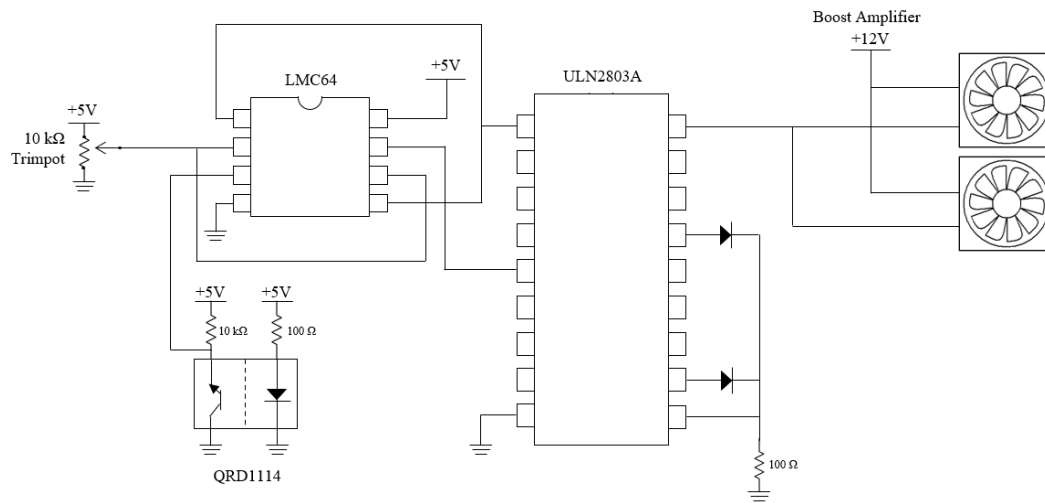 Boost Amplifier
+12V
LMC64
+5V
ULN2803A
+5V
10 kΩ
Trimpot
+5V
+5V
10 kΩ
100 Ω
QRD1114
100 Ω